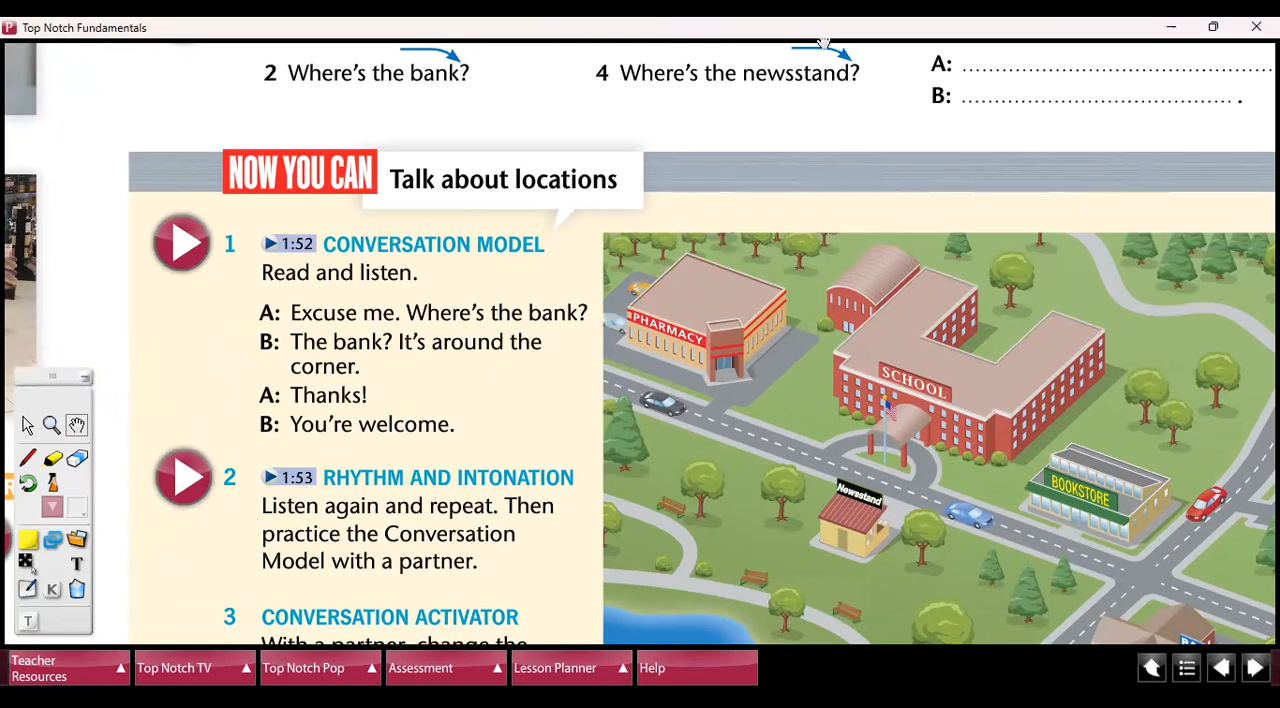 Top Notch Fundamentals
2 Where's the bank?
4 Where's the newsstand?
A: ........................................
B: ........................................ .
NOW YOU CAN Talk about locations
1 1:52 CONVERSATION MODEL
Read and listen.
A: Excuse me. Where's the bank?
B: The bank? It's around the
corner.
A: Thanks!
B: You're welcome.
2 1:53 RHYTHM AND INTONATION
Listen again and repeat. Then
practice the Conversation
Model with a partner.
3 CONVERSATION ACTIVATOR
With a partner, change the
PHARMACY
SCHOOL
Newsstand
BOOKSTORE
T
K
T
Teacher
Resources
Top Notch TV
Top Notch Pop
Assessment
Lesson Planner
Help